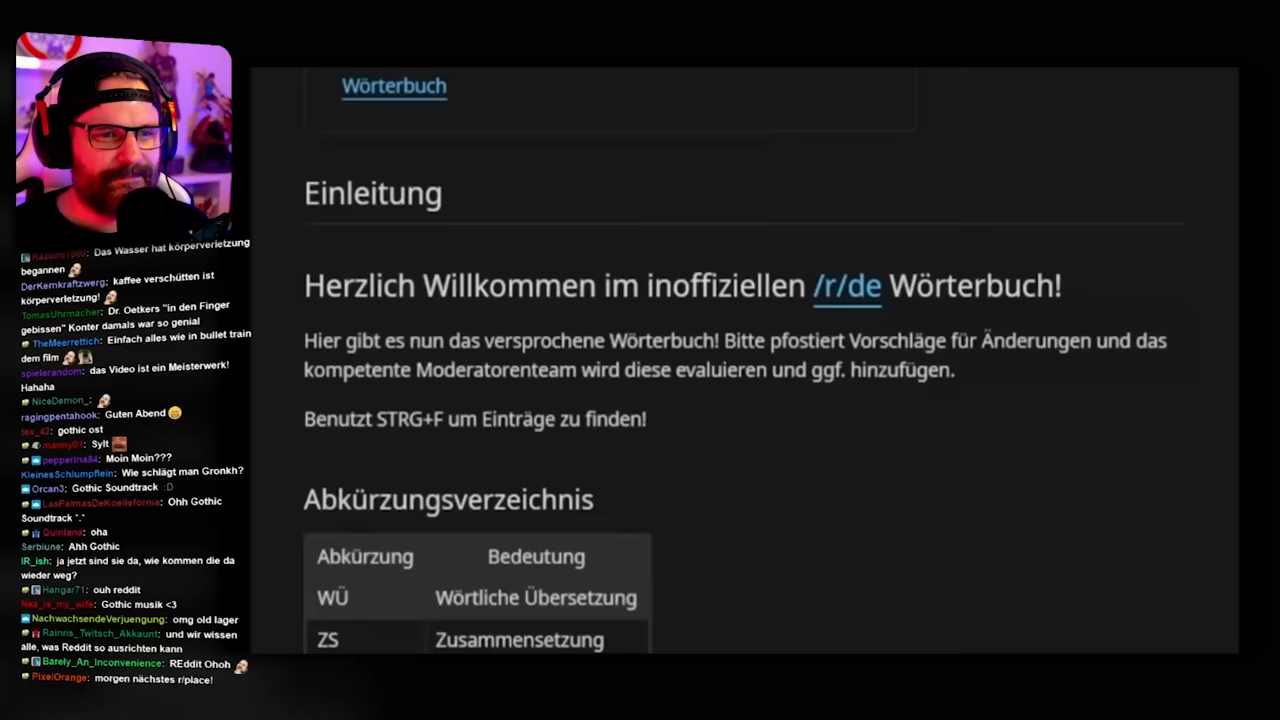 Kazuma1900: Das Wasser hat körperverletzung
begannen
DerKernkraftzwerg: kaffee verschütten ist
körperverletzung!
TomasUhrmacher: Dr. Oetkers "in den Finger
gebissen" Konter damals war so genial
TheMeerrettich: Einfach alles wie in bullet train
dem film
spielerandom: das Video ist ein Meisterwerk!
Hahaha
NiceDemon_:
ragingpentahook: Guten Abend
tes_42: gothic ost
manny01: Sylt
pepperina84: Moin Moin???
KleinesSchlumpflein: Wie schlägt man Gronkh?
Orcan3: Gothic Soundtrack :D
LasPalmasDeKoellefornia: Ohh Gothic
Soundtrack *.*
Quintana: oha
Serbiune: Ahh Gothic
IR_ish: ja jetzt sind sie da, wie kommen die da
wieder weg?
Hangar71: ouh reddit
Nex_is_my_wife: Gothic musik <3
NachwachsendeVerjuengung: omg old lager
Rainns_Twitsch_Akkaunt: und wir wissen
alle, was Reddit so ausrichten kann
Barely_An_Inconvenience: REddit Ohoh
PixelOrange: morgen nächstes r/place!
Wörterbuch
Einleitung
Herzlich Willkommen im inoffiziellen /r/de Wörterbuch!
Hier gibt es nun das versprochene Wörterbuch! Bitte pfostiert Vorschläge für Änderungen und das
kompetente Moderatorenteam wird diese evaluieren und ggf. hinzufügen.
Benutzt STRG+F um Einträge zu finden!
Abkürzungsverzeichnis
Abkürzung Bedeutung
WÜ Wörtliche Übersetzung
ZS Zusammensetzung